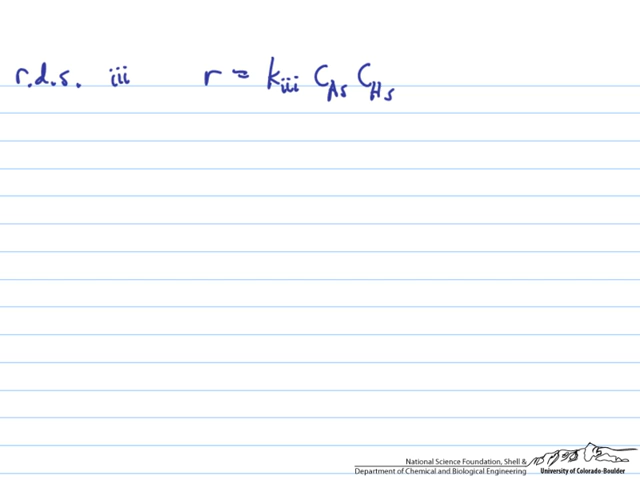 r.d.s. iii r = kiii CAs CHs
National Science Foundation, Shell &
Department of Chemical and Biological Engineering
University of Colorado-Boulder